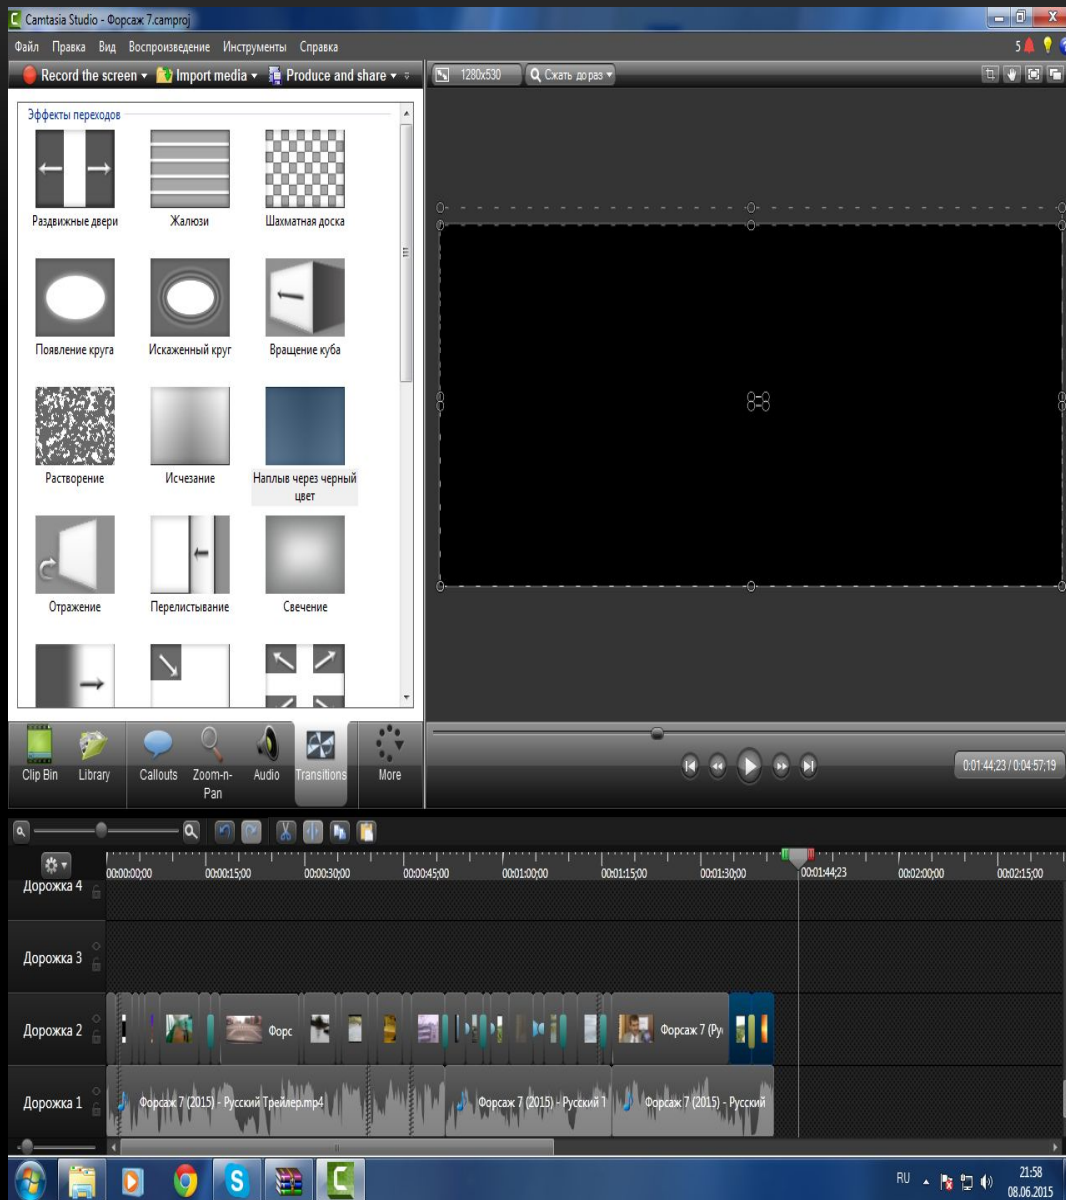 Camtasia Studio - Форсаж 7.camproj
Файл Правка Вид Воспроизведение Инструменты Справка 5
Record the screen Import media Produce and share 1280x530 Сжать до раз
Эффекты переходов
Раздвижные двери Жалюзи Шахматная доска
Появление круга Искаженный круг Вращение куба
Растворение Исчезание Наплыв через черный
цвет
Отражение Перелистывание Свечение
Clip Bin Library Callouts Zoom-n- Audio Transitions More
Pan
0:01:44;23 / 0:04:57;19
00:00:00;00 00:00:15;00 00:00:30;00 00:00:45;00 00:01:00;00 00:01:15;00 00:01:30;00 00:01:44;23 00:02:00;00 00:02:15;00
Дорожка 4
Дорожка 3
Дорожка 2 Форс Форсаж 7 (Ру
Дорожка 1 Форсаж 7 (2015) - Русский Трейлер.mp4 Форсаж 7 (2015) - Русский Т Форсаж 7 (2015) - Русский
RU 21:58
08.06.2015